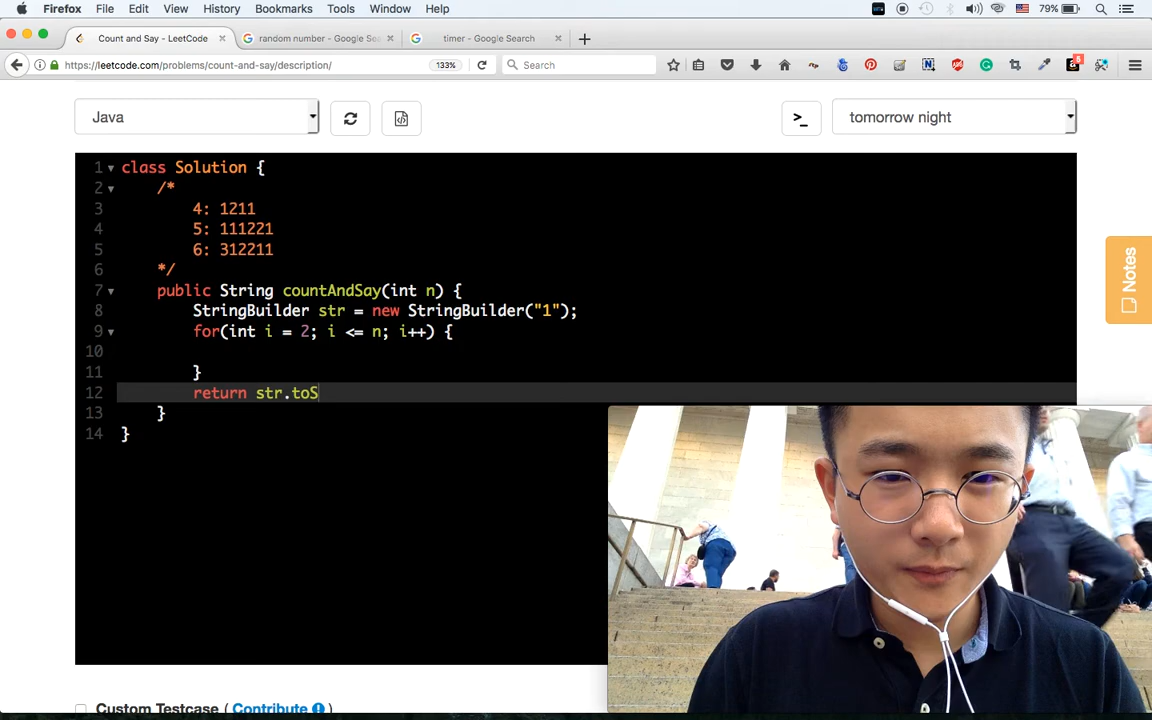 Firefox File Edit View History Bookmarks Tools Window Help 79%
Count and Say - LeetCode random number - Google Sea timer - Google Search
https://leetcode.com/problems/count-and-say/description/ 133% Search
6
Java tomorrow night
>_
1 class Solution {
2 /*
3 4: 1211
4 5: 111221
5 6: 312211
6 */
7 public String countAndSay(int n) {
8 StringBuilder str = new StringBuilder("1");
9 for(int i = 2; i <= n; i++) {
10
11 }
12 return str.toS
13 }
14 }
Notes
Custom Testcase ( Contribute )